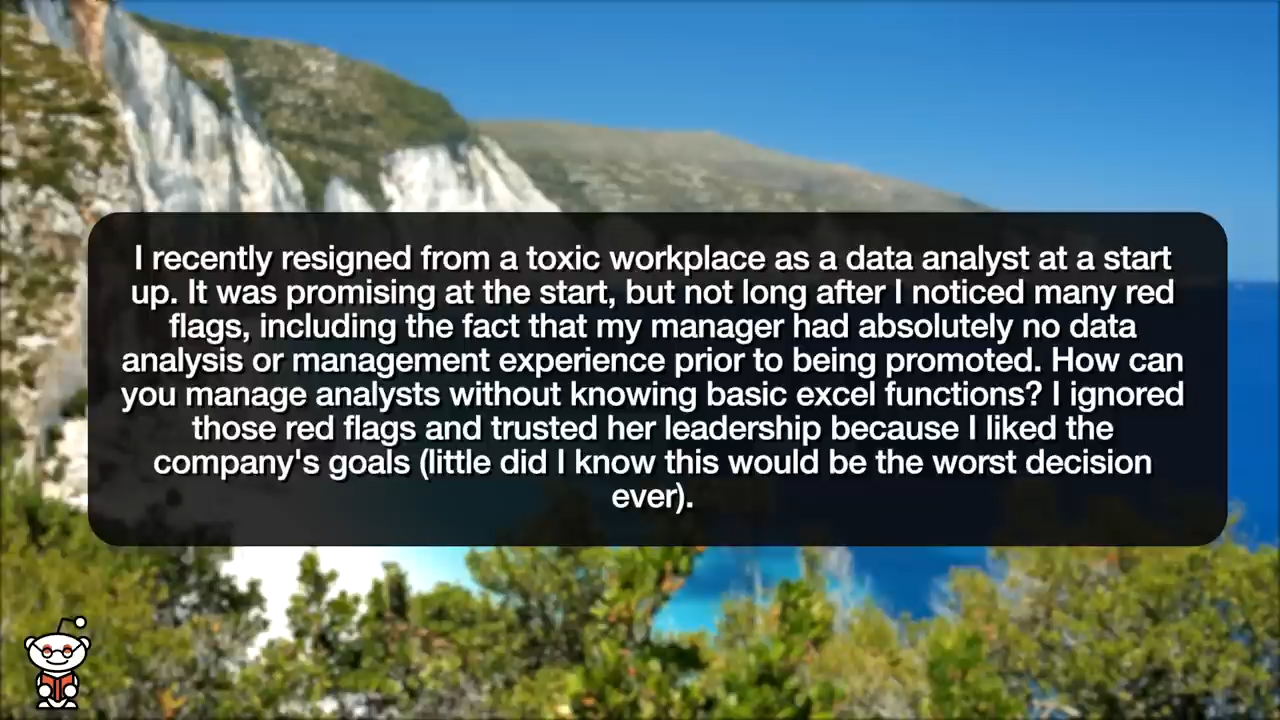 I recently resigned from a toxic workplace as a data analyst at a start
up. It was promising at the start, but not long after I noticed many red
flags, including the fact that my manager had absolutely no data
analysis or management experience prior to being promoted. How can
you manage analysts without knowing basic excel functions? I ignored
those red flags and trusted her leadership because I liked the
company's goals (little did I know this would be the worst decision
ever).